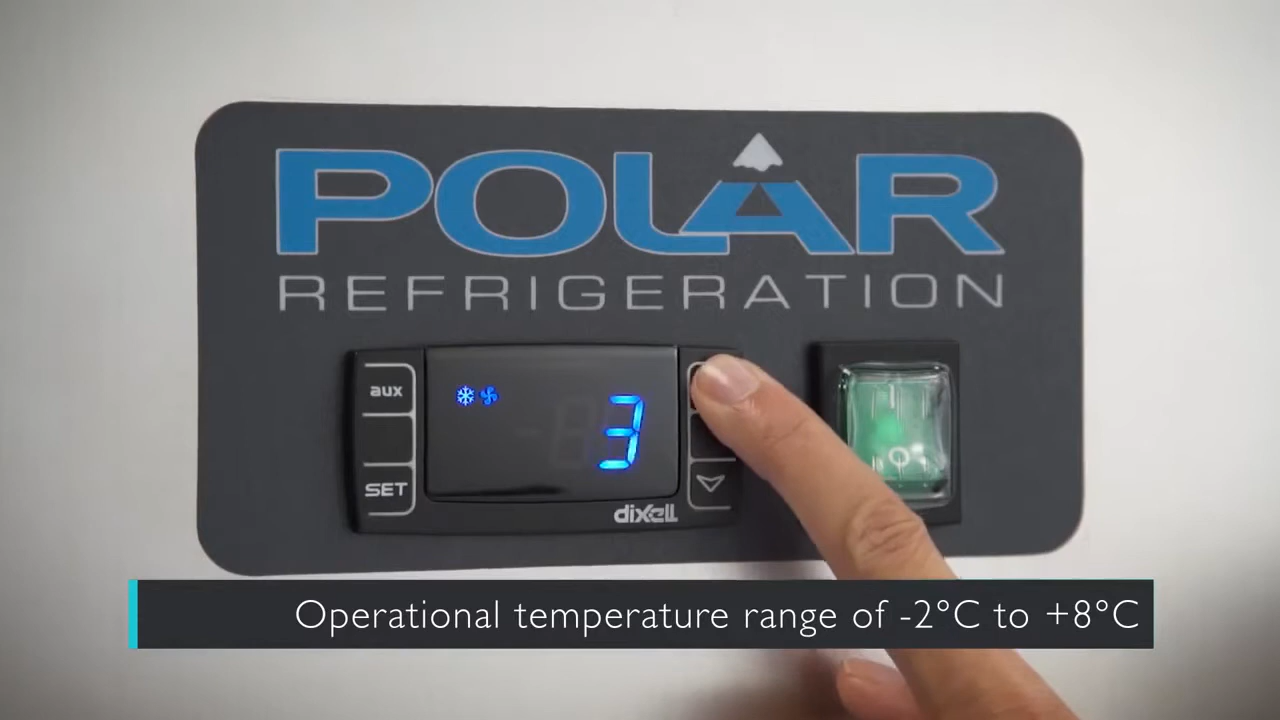 POLAR
REFRIGERATION
aux
3
SET
dixell
Operational temperature range of -2°C to +8°C